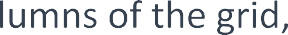 lumns of the grid,